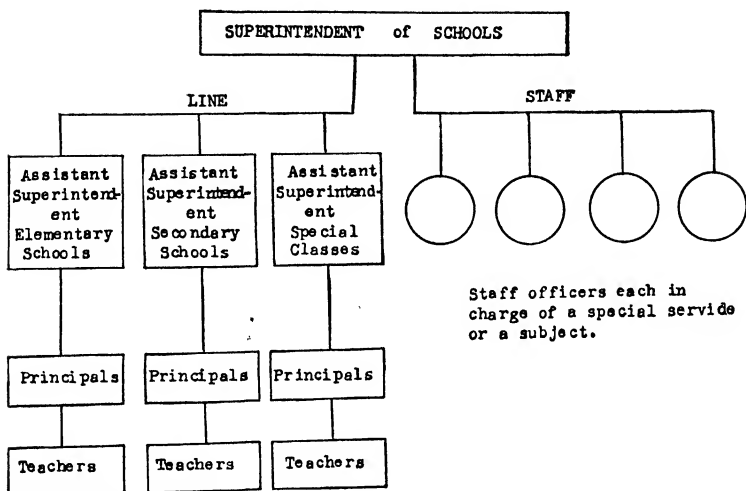 SUPERINTENDENT of SCHOOLS
LINE
STAFF
Assistant
Superintend-
ent
Elementary
Schools
Assistant
Superintend-
ent
Secondary
Schools
Assistant
Superintend-
ent
Special
Classes
Staff officers each in
charge of a special servide
or a subject.
Principals
Principals
Principals
Teachers
Teachers
Teachers